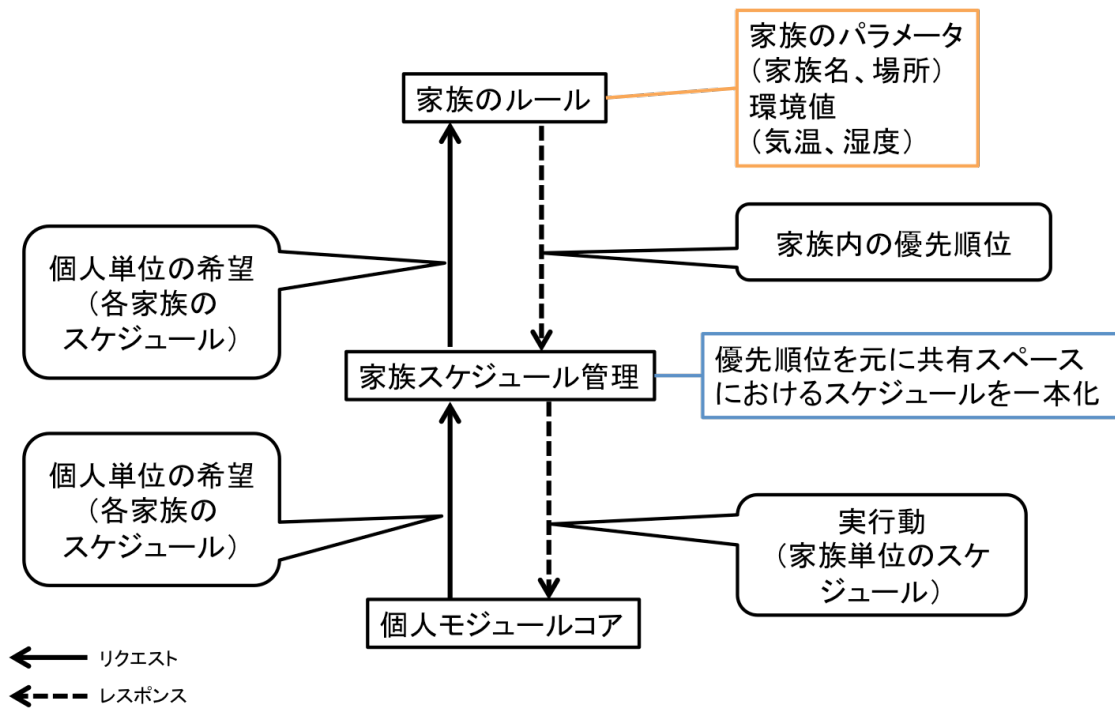 家族のパラメータ
（家族名、場所）
環境値
（気温、湿度）
家族のルール
個人単位の希望
（各家族の
スケジュール）
家族内の優先順位
家族スケジュール管理
優先順位を元に共有スペース
におけるスケジュールを一本化
個人単位の希望
（各家族の
スケジュール）
実行動
（家族単位のスケ
ジュール）
個人モジュールコア
リクエスト
レスポンス